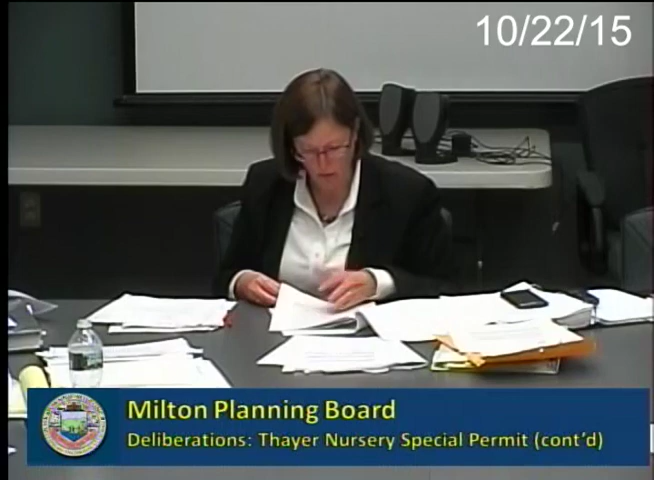 10/22/15
Milton Planning Board
Deliberations: Thayer Nursery Special Permit (cont'd)